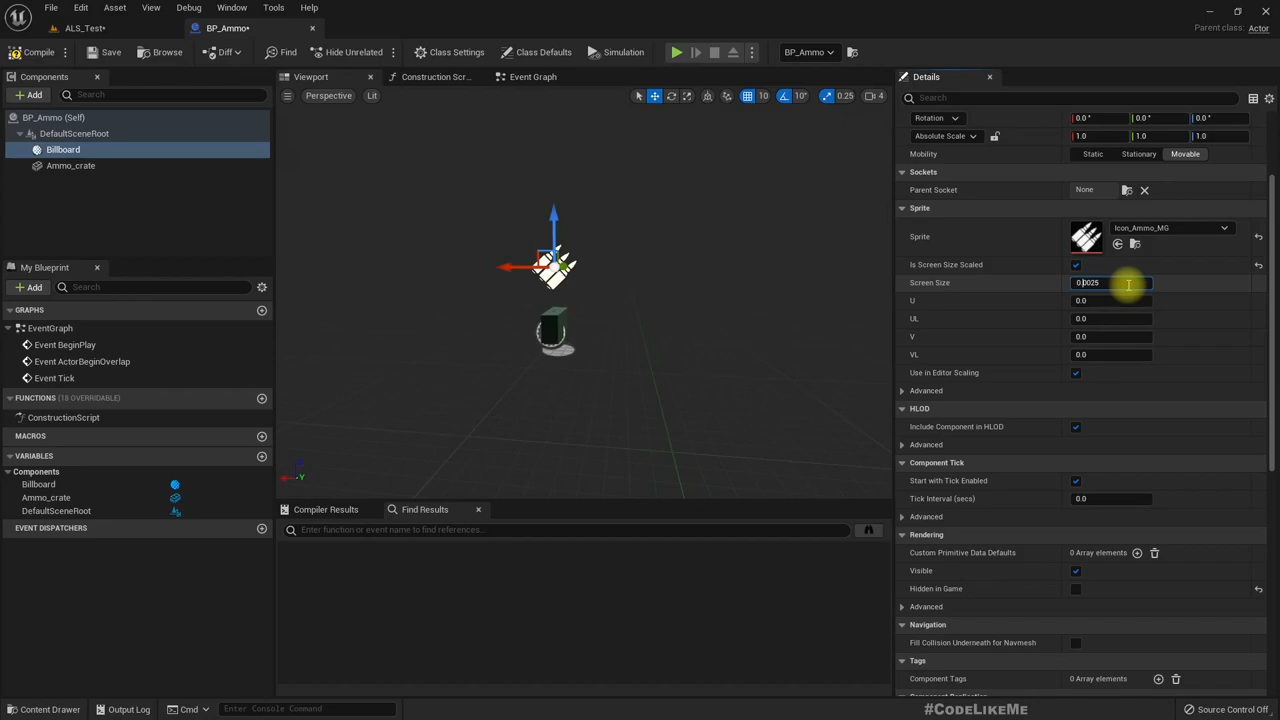 File Edit Asset View Debug Window Tools Help
ALS_Test* BP_Ammo* Parent class: Actor
Compile Save Browse Diff Find Hide Unrelated Class Settings Class Defaults Simulation BP_Ammo
Components Viewport Construction Scr... Event Graph Details
Add Search Perspective Lit 10 10° 0.25 4 Search
BP_Ammo (Self) Rotation 0.0 ° 0.0 ° 0.0 °
DefaultSceneRoot Absolute Scale 1.0 1.0 1.0
Billboard Mobility Static Stationary Movable
Ammo_crate Sockets
Parent Socket None
Sprite
Sprite Icon_Ammo_MG
Is Screen Size Scaled
Screen Size 0.0025
U 0.0
UL 0.0
V 0.0
VL 0.0
Use in Editor Scaling
Advanced
HLOD
Include Component in HLOD
Advanced
Component Tick
Start with Tick Enabled
Tick Interval (secs) 0.0
Advanced
Rendering
Custom Primitive Data Defaults 0 Array elements
Visible
Hidden in Game
Advanced
Navigation
Fill Collision Underneath for Navmesh
Tags
Component Tags 0 Array elements
Component Replication
My Blueprint
Add Search
GRAPHS
EventGraph
Event BeginPlay
Event ActorBeginOverlap
Event Tick
FUNCTIONS (18 OVERRIDABLE)
ConstructionScript
MACROS
VARIABLES
Components
Billboard
Ammo_crate
DefaultSceneRoot
EVENT DISPATCHERS
Z
X
Y
Compiler Results Find Results
Enter function or event name to find references...
Content Drawer Output Log Cmd Enter Console Command #CodeLikeMe Source Control Off